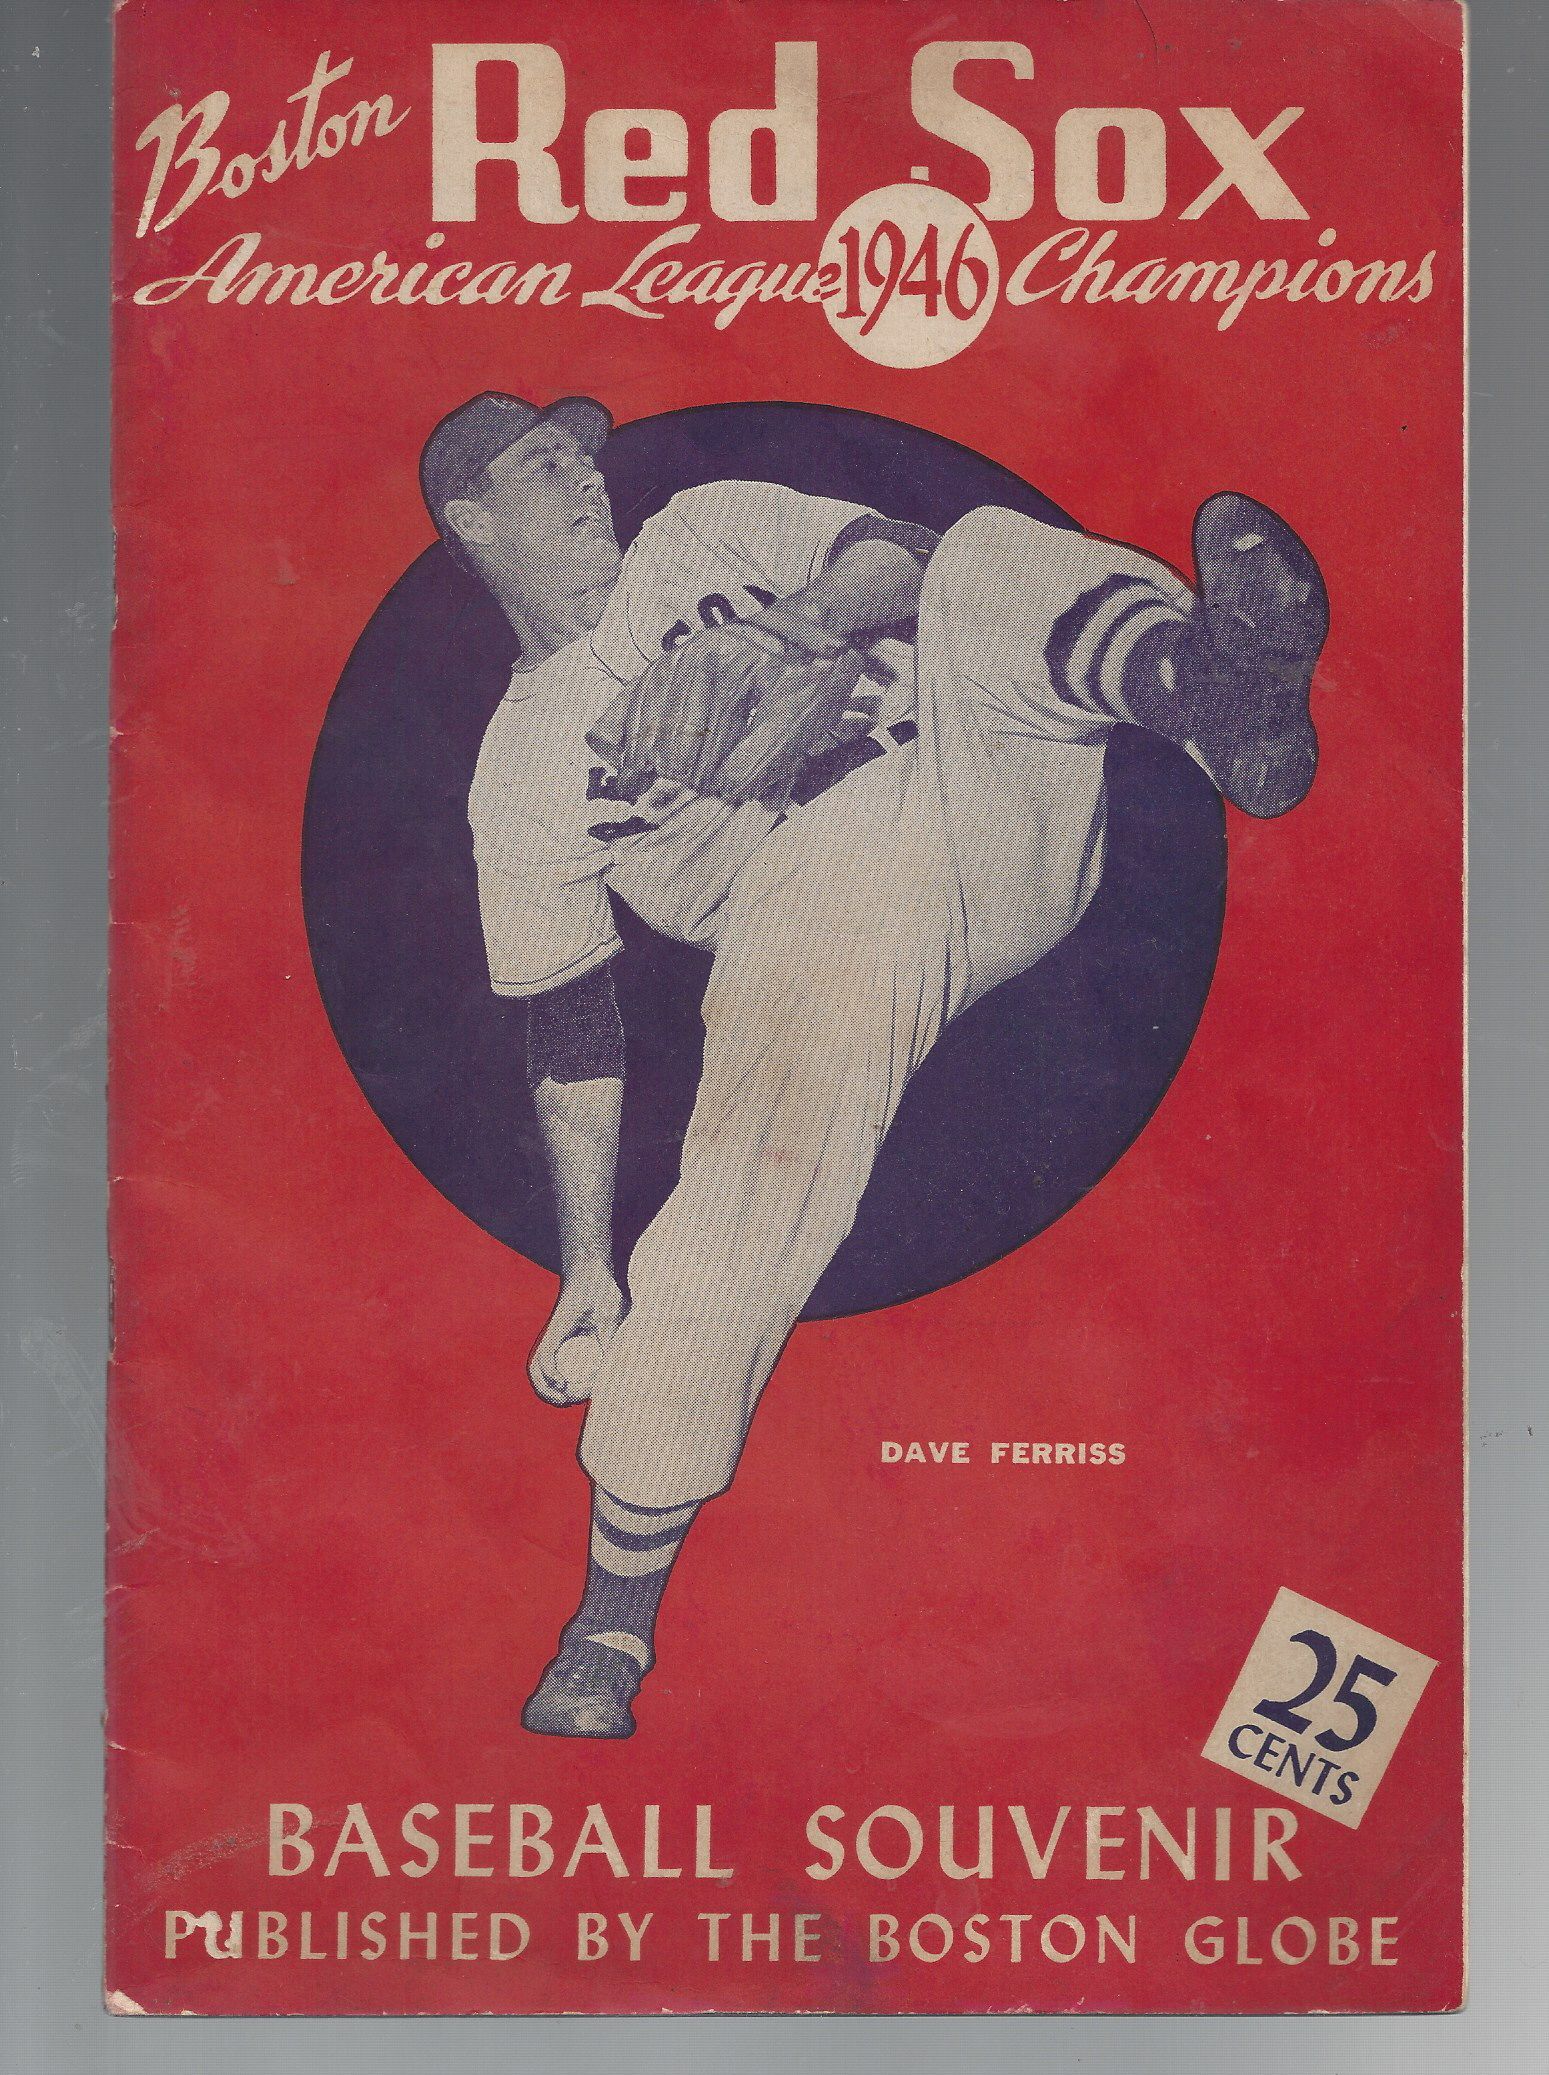 Boston Red Sox
American League 1946 Champions
DAVE FERRISS
25
CENTS
BASEBALL SOUVENIR
PUBLISHED BY THE BOSTON GLOBE